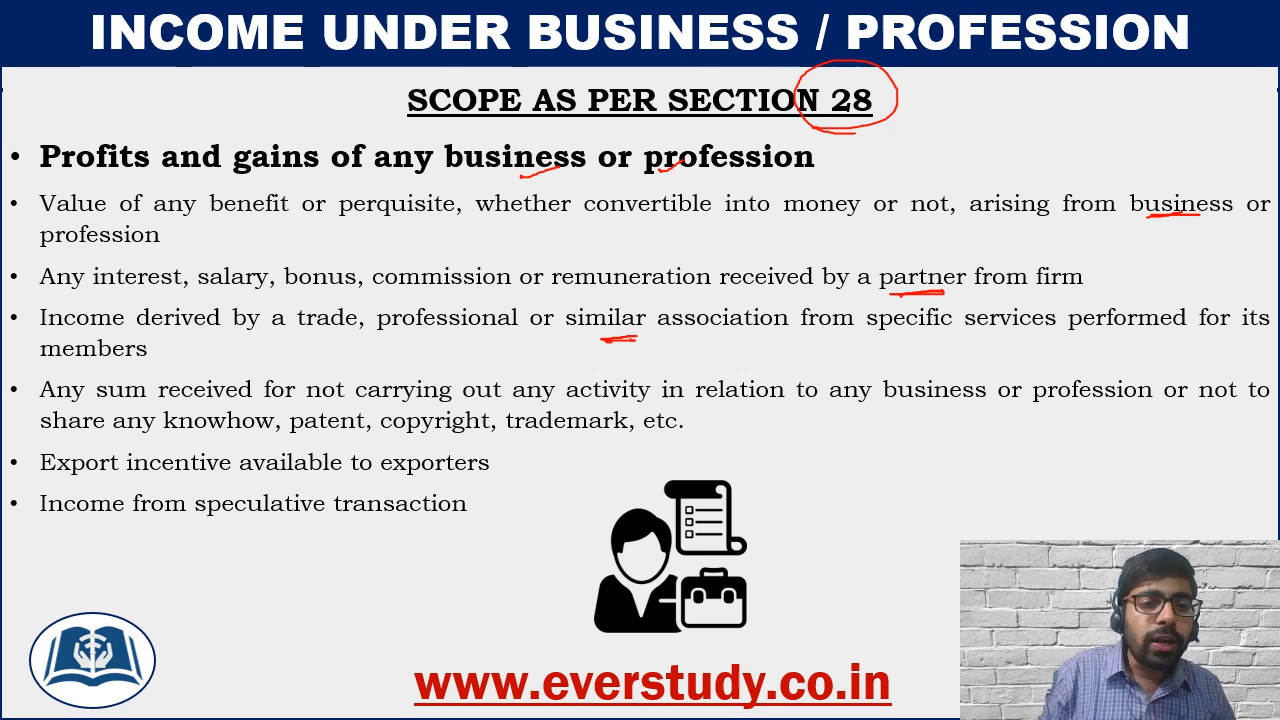 INCOME UNDER BUSINESS / PROFESSION
SCOPE AS PER SECTION 28
• Profits and gains of any business or profession
• Value of any benefit or perquisite, whether convertible into money or not, arising from business or
profession
• Any interest, salary, bonus, commission or remuneration received by a partner from firm
• Income derived by a trade, professional or similar association from specific services performed for its
members
• Any sum received for not carrying out any activity in relation to any business or profession or not to
share any knowhow, patent, copyright, trademark, etc.
• Export incentive available to exporters
• Income from speculative transaction
www.everstudy.co.in